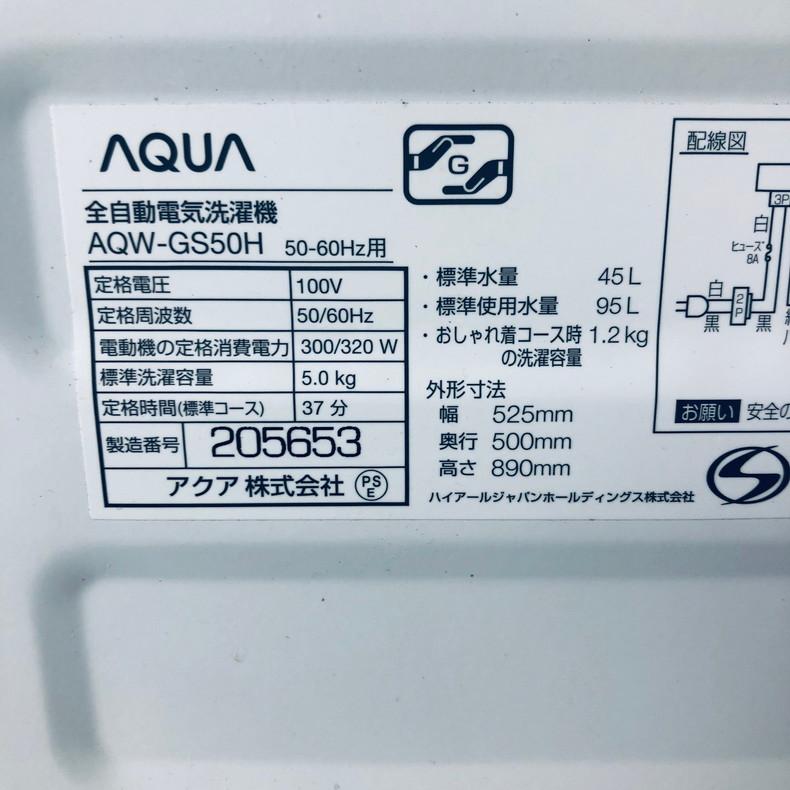 AQUA
G
全自動電気洗濯機
AQW-GS50H 50-60Hz用
定格電圧 100V
定格周波数 50/60Hz
電動機の定格消費電力 300/320 W
標準洗濯容量 5.0 kg
定格時間(標準コース) 37 分
製造番号 205653
アクア 株式会社 PSE
・標準水量 45L
・標準使用水量 95L
・おしゃれ着コース時 1.2kg
の洗濯容量
外形寸法
幅 525mm
奥行 500mm
高さ 890mm
ハイアールジャパンホールディングス株式会社
配線図
3P
白
ヒューズ
8A
白
2P
黒 黒
お願い 安全の